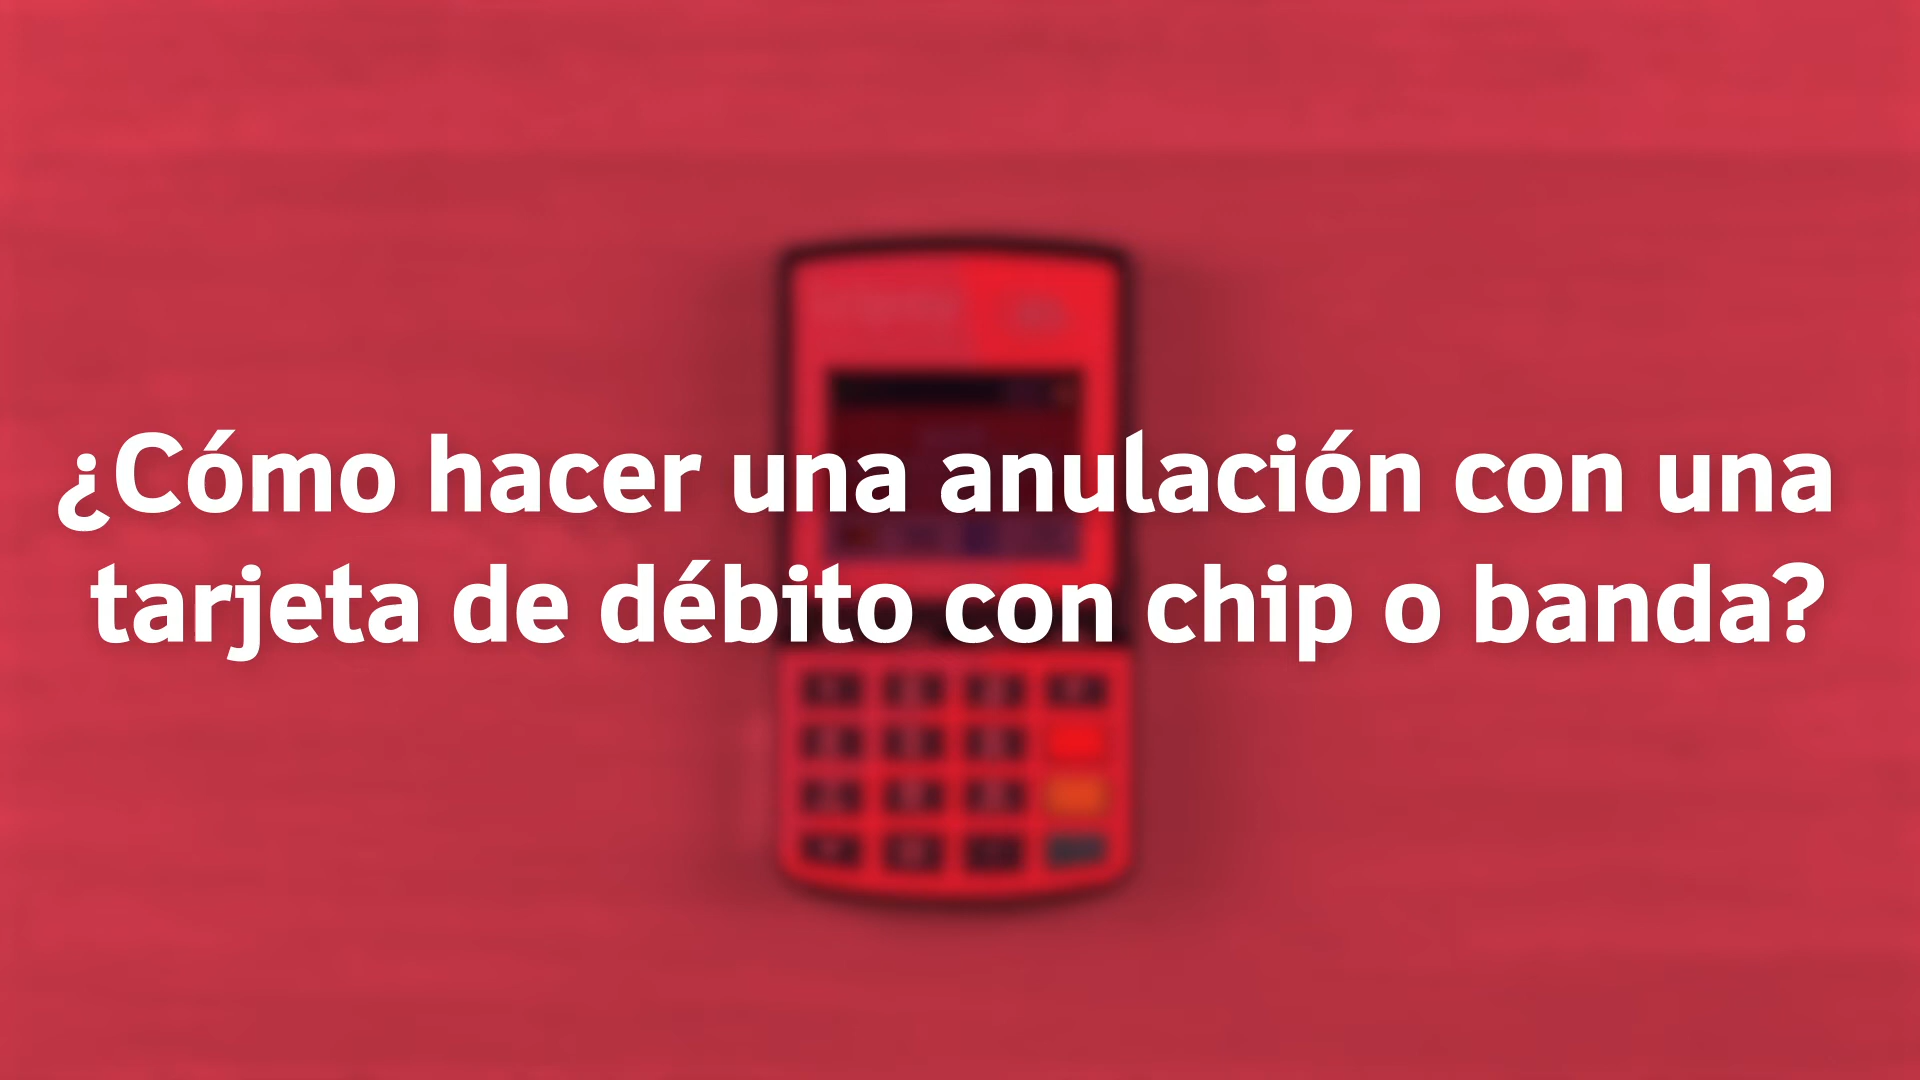 ¿Cómo hacer una anulación con una
tarjeta de débito con chip o banda?